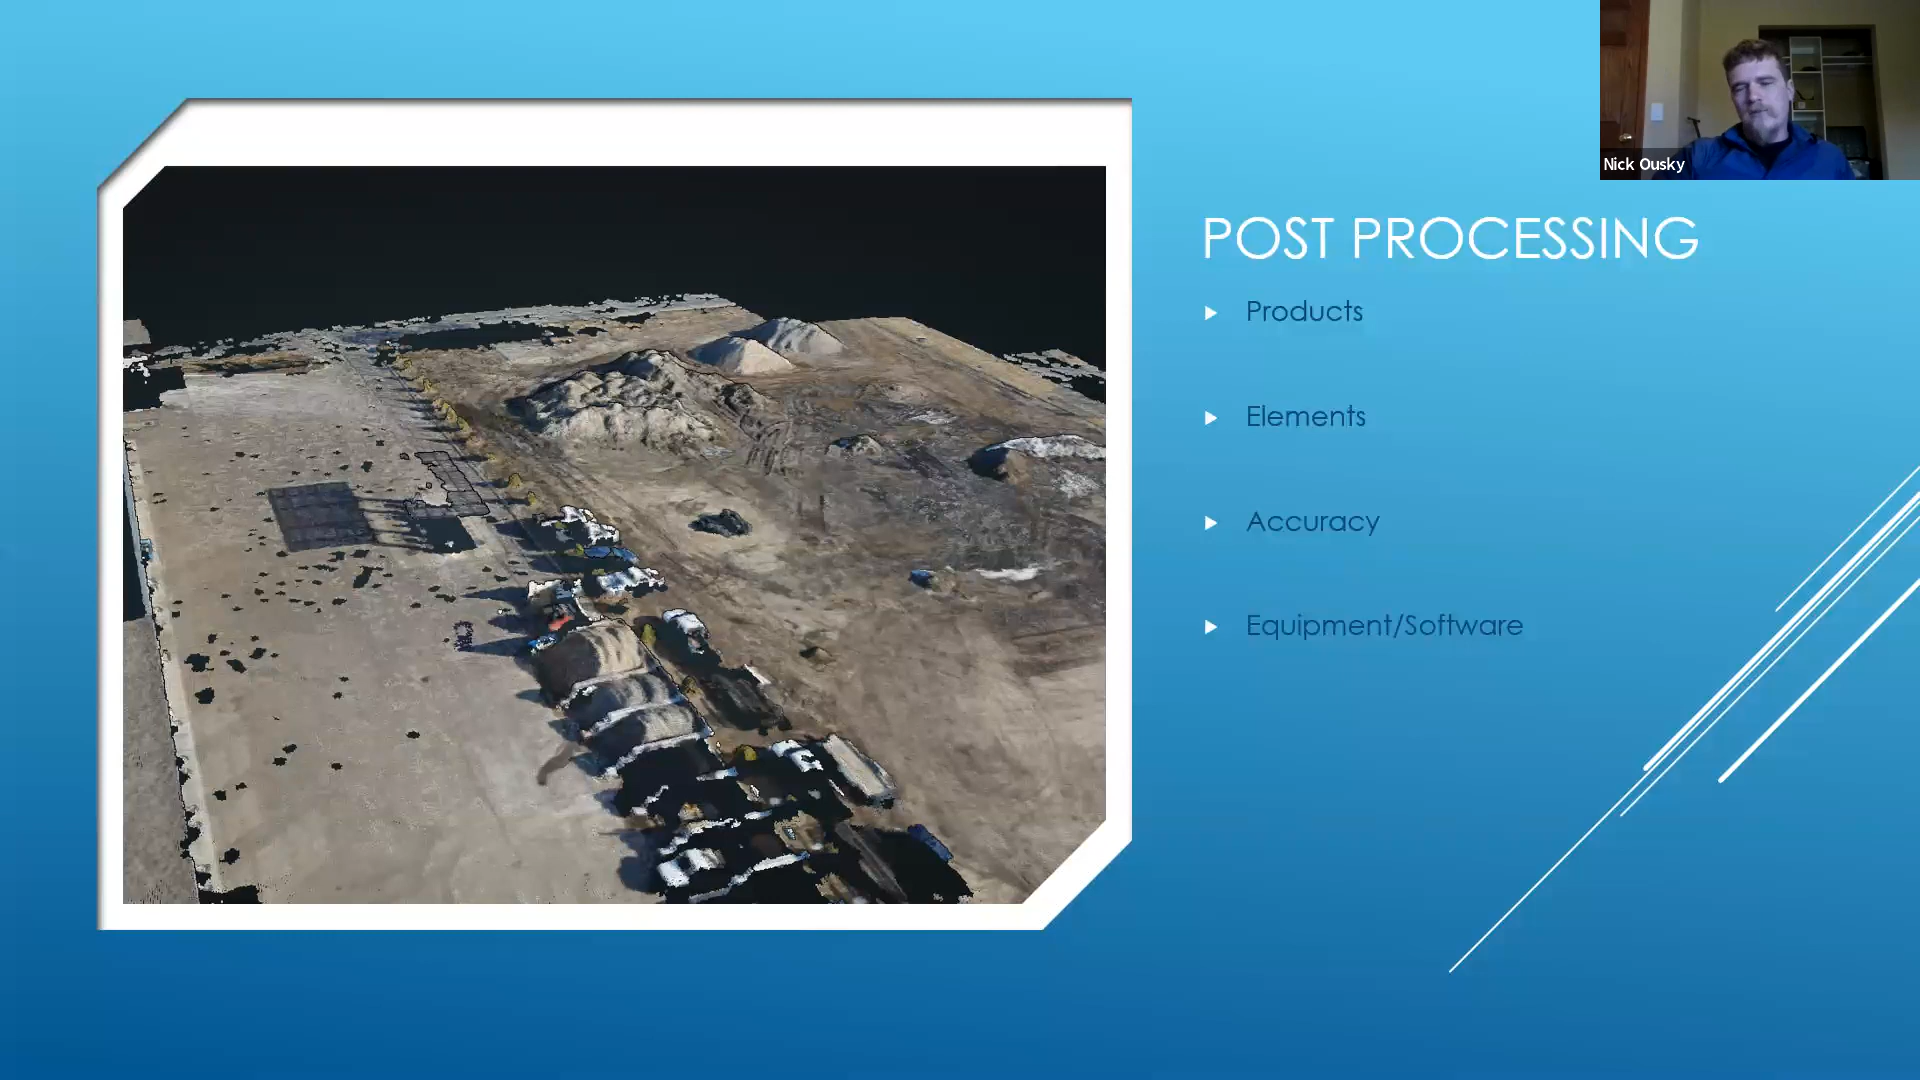 Nick Ousky
POST PROCESSING
Products
Elements
Accuracy
Equipment/Software